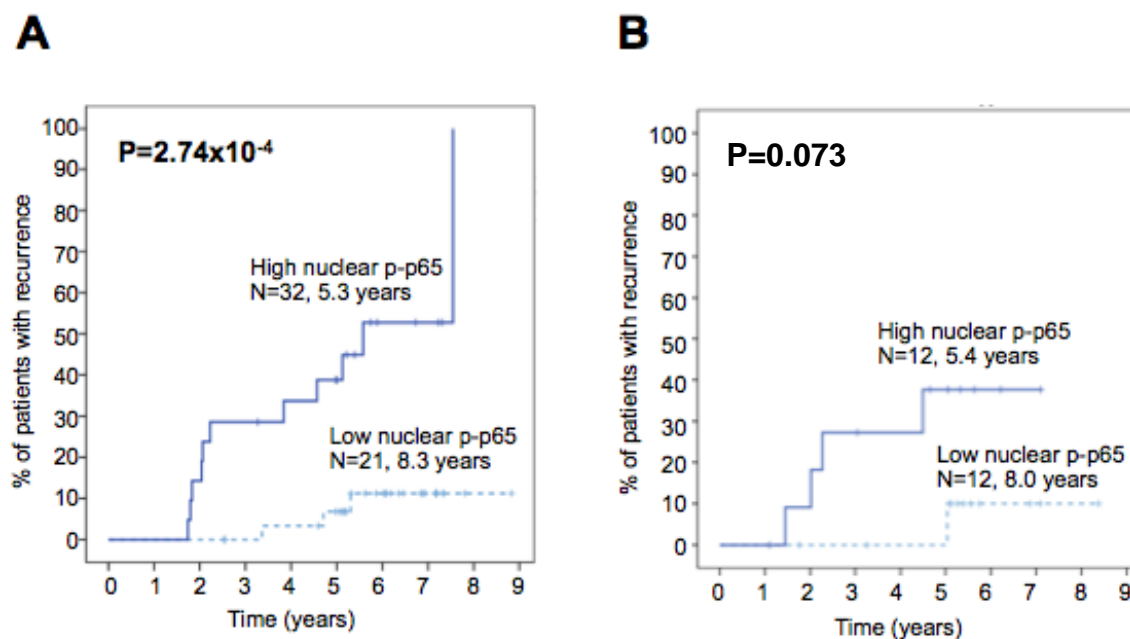 A
% of patients with recurrence
100
90
80
70
60
50
40
30
20
10
0
P=2.74x10⁻⁴
High nuclear p-p65
N=32, 5.3 years
Low nuclear p-p65
N=21, 8.3 years
0 1 2 3 4 5 6 7 8 9
Time (years)
B
% of patients with recurrence
100
90
80
70
60
50
40
30
20
10
0
P=0.073
High nuclear p-p65
N=12, 5.4 years
Low nuclear p-p65
N=12, 8.0 years
0 1 2 3 4 5 6 7 8 9
Time (years)